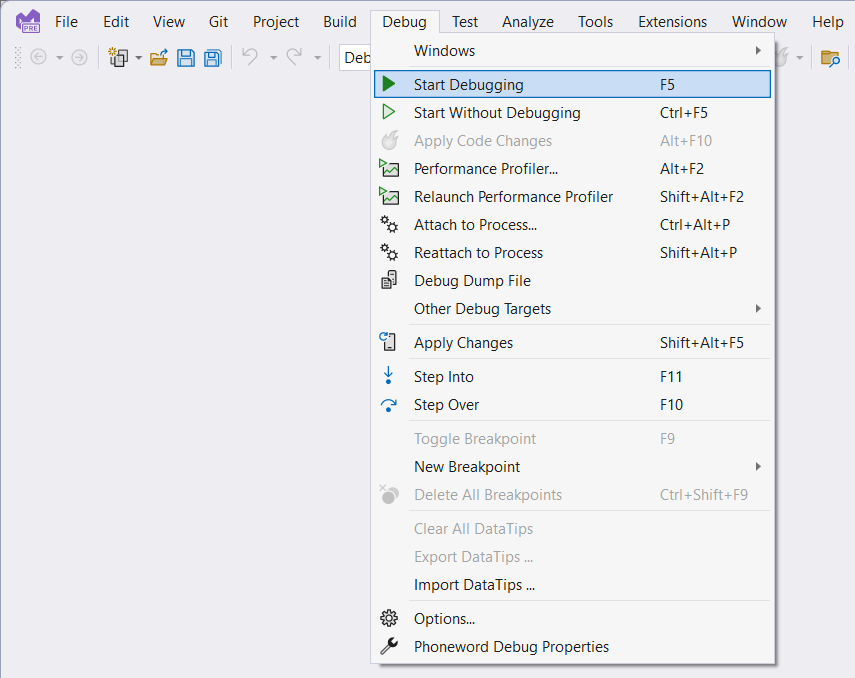 File Edit View Git Project Build Debug Test Analyze Tools Extensions Window Help
PRE
Deb
Windows
Start Debugging F5
Start Without Debugging Ctrl+F5
Apply Code Changes Alt+F10
Performance Profiler... Alt+F2
Relaunch Performance Profiler Shift+Alt+F2
Attach to Process... Ctrl+Alt+P
Reattach to Process Shift+Alt+P
Debug Dump File
Other Debug Targets
Apply Changes Shift+Alt+F5
Step Into F11
Step Over F10
Toggle Breakpoint F9
New Breakpoint
Delete All Breakpoints Ctrl+Shift+F9
Clear All DataTips
Export DataTips ...
Import DataTips ...
Options...
Phoneword Debug Properties